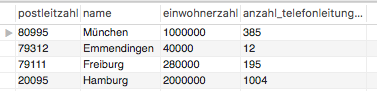 postleitzahl name einwohnerzahl anzahl_telefonleitung...
80995 München 1000000 385
79312 Emmendingen 40000 12
79111 Freiburg 280000 195
20095 Hamburg 2000000 1004